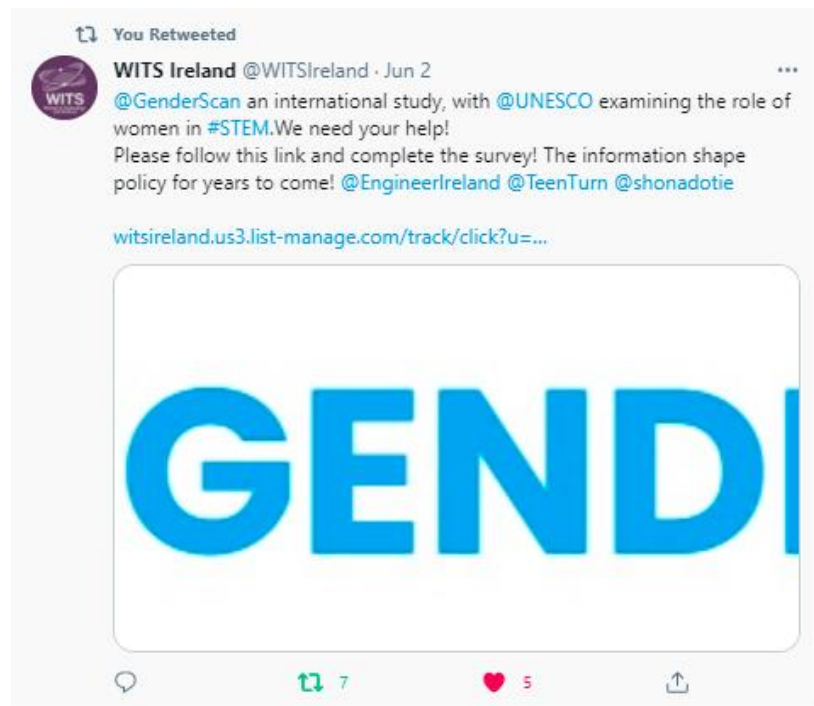 You Retweeted
WITS
WITS Ireland @WITSIreland · Jun 2
@GenderScan an international study, with @UNESCO examining the role of
women in #STEM.We need your help!
Please follow this link and complete the survey! The information shape
policy for years to come! @EngineerIreland @TeenTurn @shonadotie
witsireland.us3.list-manage.com/track/click?u=...
GEND
7
5